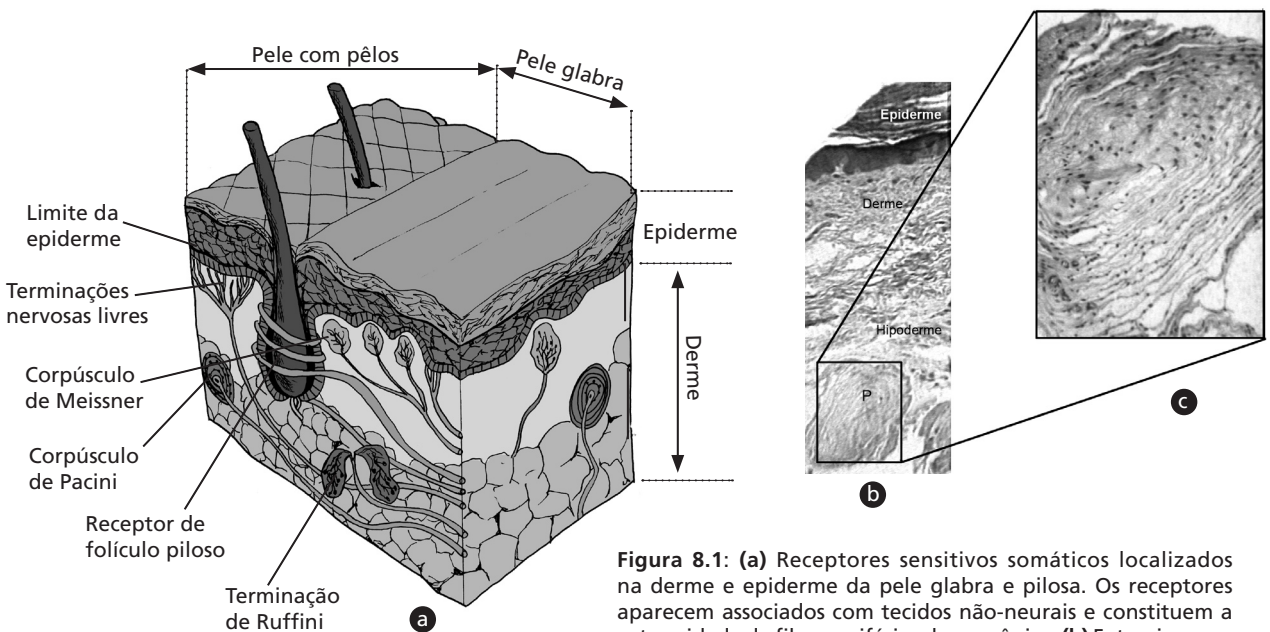 Pele com pêlos
Pele glabra
Limite da
epiderme
Terminações
nervosas livres
Corpúsculo
de Meissner
Corpúsculo
de Pacini
Receptor de
folículo piloso
Terminação
de Ruffini
a
Epiderme
Derme
Epiderme
Derme
Hipoderme
P
b
c
Figura 8.1: (a) Receptores sensitivos somáticos localizados
na derme e epiderme da pele glabra e pilosa. Os receptores
aparecem associados com tecidos não-neurais e constituem a